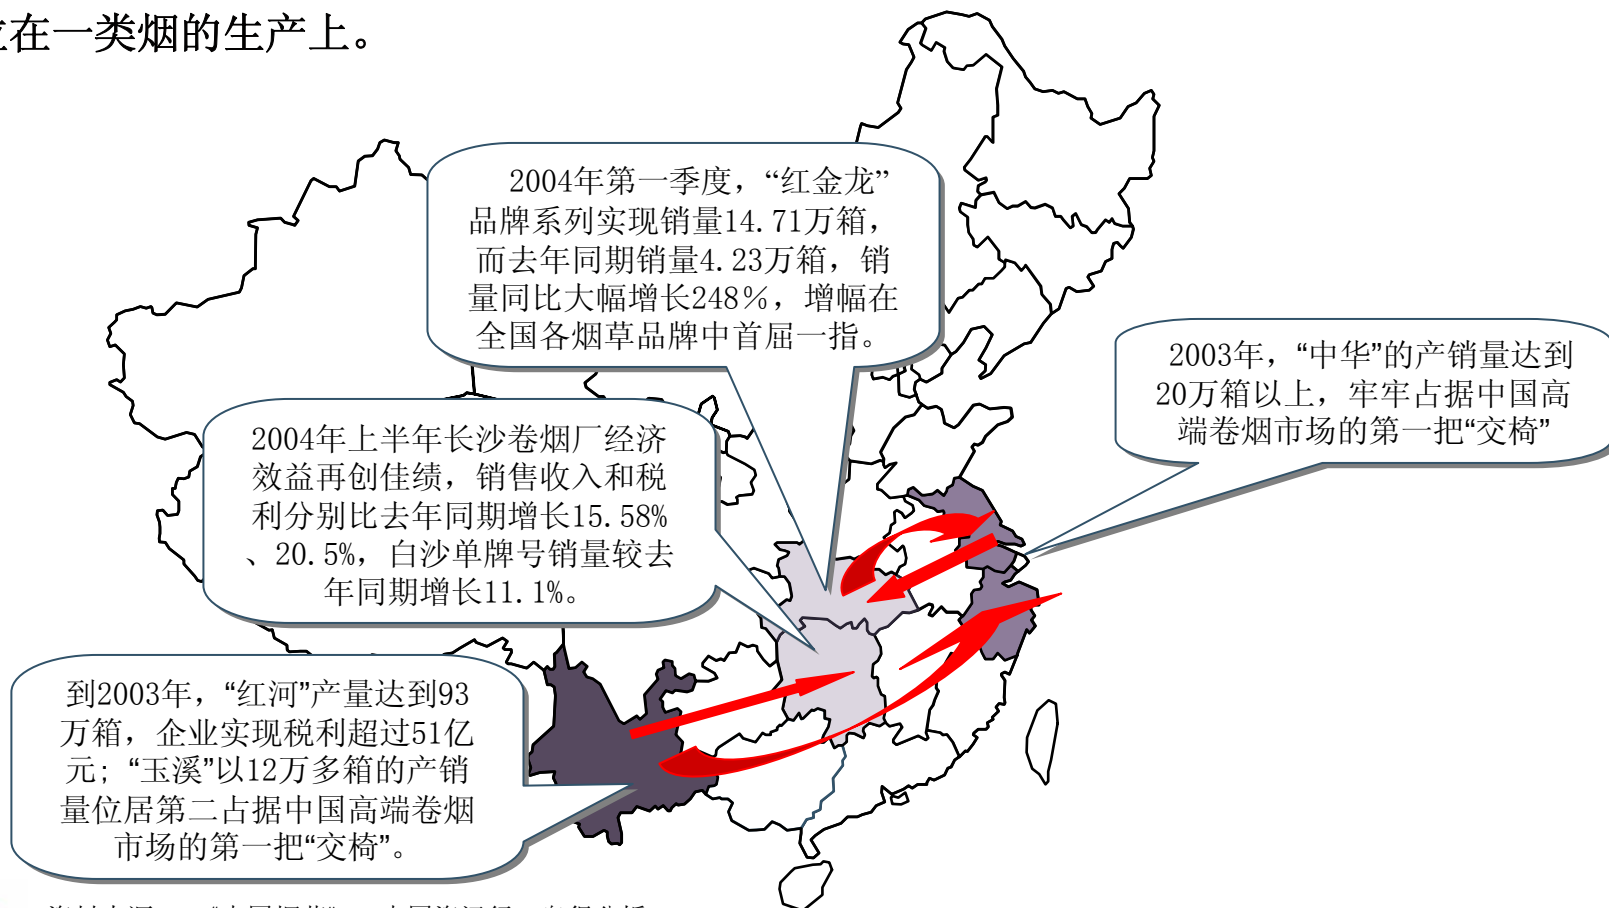 在一类烟的生产上。
2004年第一季度，“红金龙”
品牌系列实现销量14.71万箱，
而去年同期销量4.23万箱，销
量同比大幅增长248％，增幅在
全国各烟草品牌中首屈一指。
2003年，“中华”的产销量达到
20万箱以上，牢牢占据中国高
端卷烟市场的第一把“交椅”
2004年上半年长沙卷烟厂经济
效益再创佳绩，销售收入和税
利分别比去年同期增长15.58%
、20.5%，白沙单牌号销量较去
年同期增长11.1%。
到2003年，“红河”产量达到93
万箱，企业实现税利超过51亿
元；“玉溪”以12万多箱的产销
量位居第二占据中国高端卷烟
市场的第一把“交椅”。